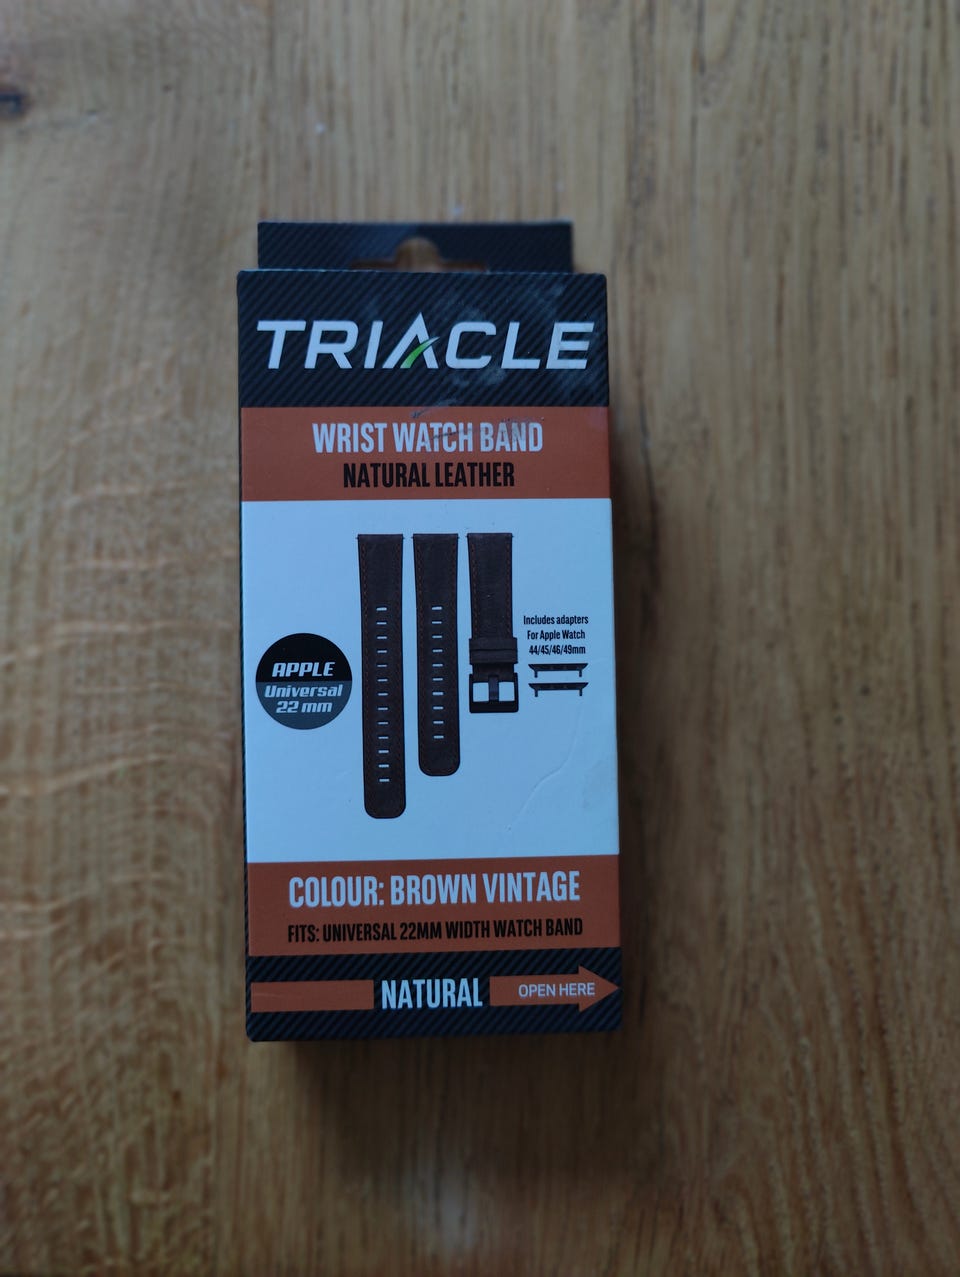 TRIACLE
WRIST WATCH BAND
NATURAL LEATHER
Includes adapters
For Apple Watch
44/45/46/49mm
APPLE
Universal
22 mm
COLOUR: BROWN VINTAGE
FITS: UNIVERSAL 22MM WIDTH WATCH BAND
NATURAL
OPEN HERE